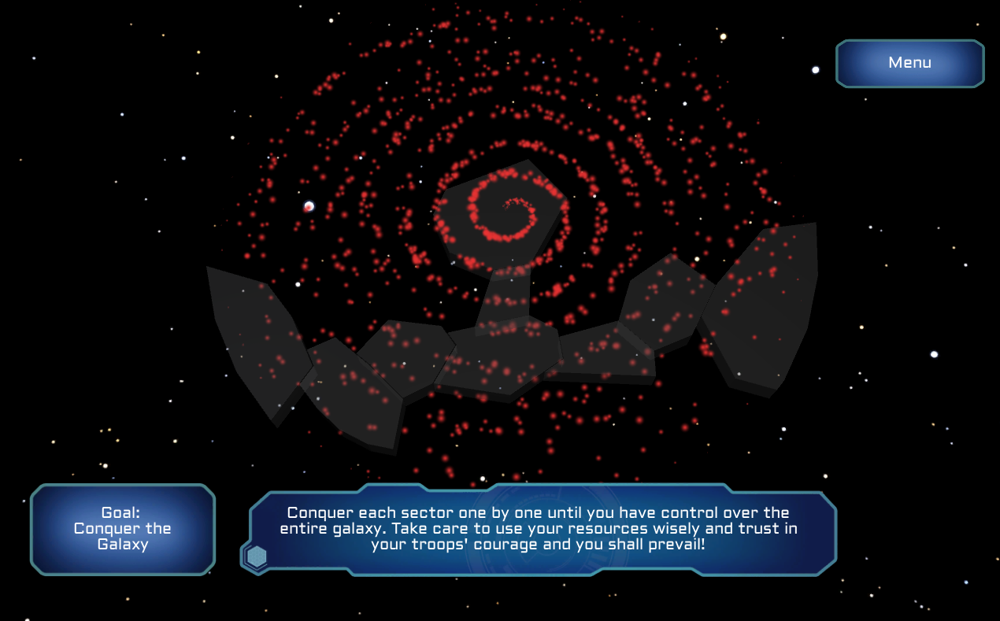 Menu
Goal:
Conquer the
Galaxy
Conquer each sector one by one until you have control over the
entire galaxy. Take care to use your resources wisely and trust in
your troops' courage and you shall prevail!